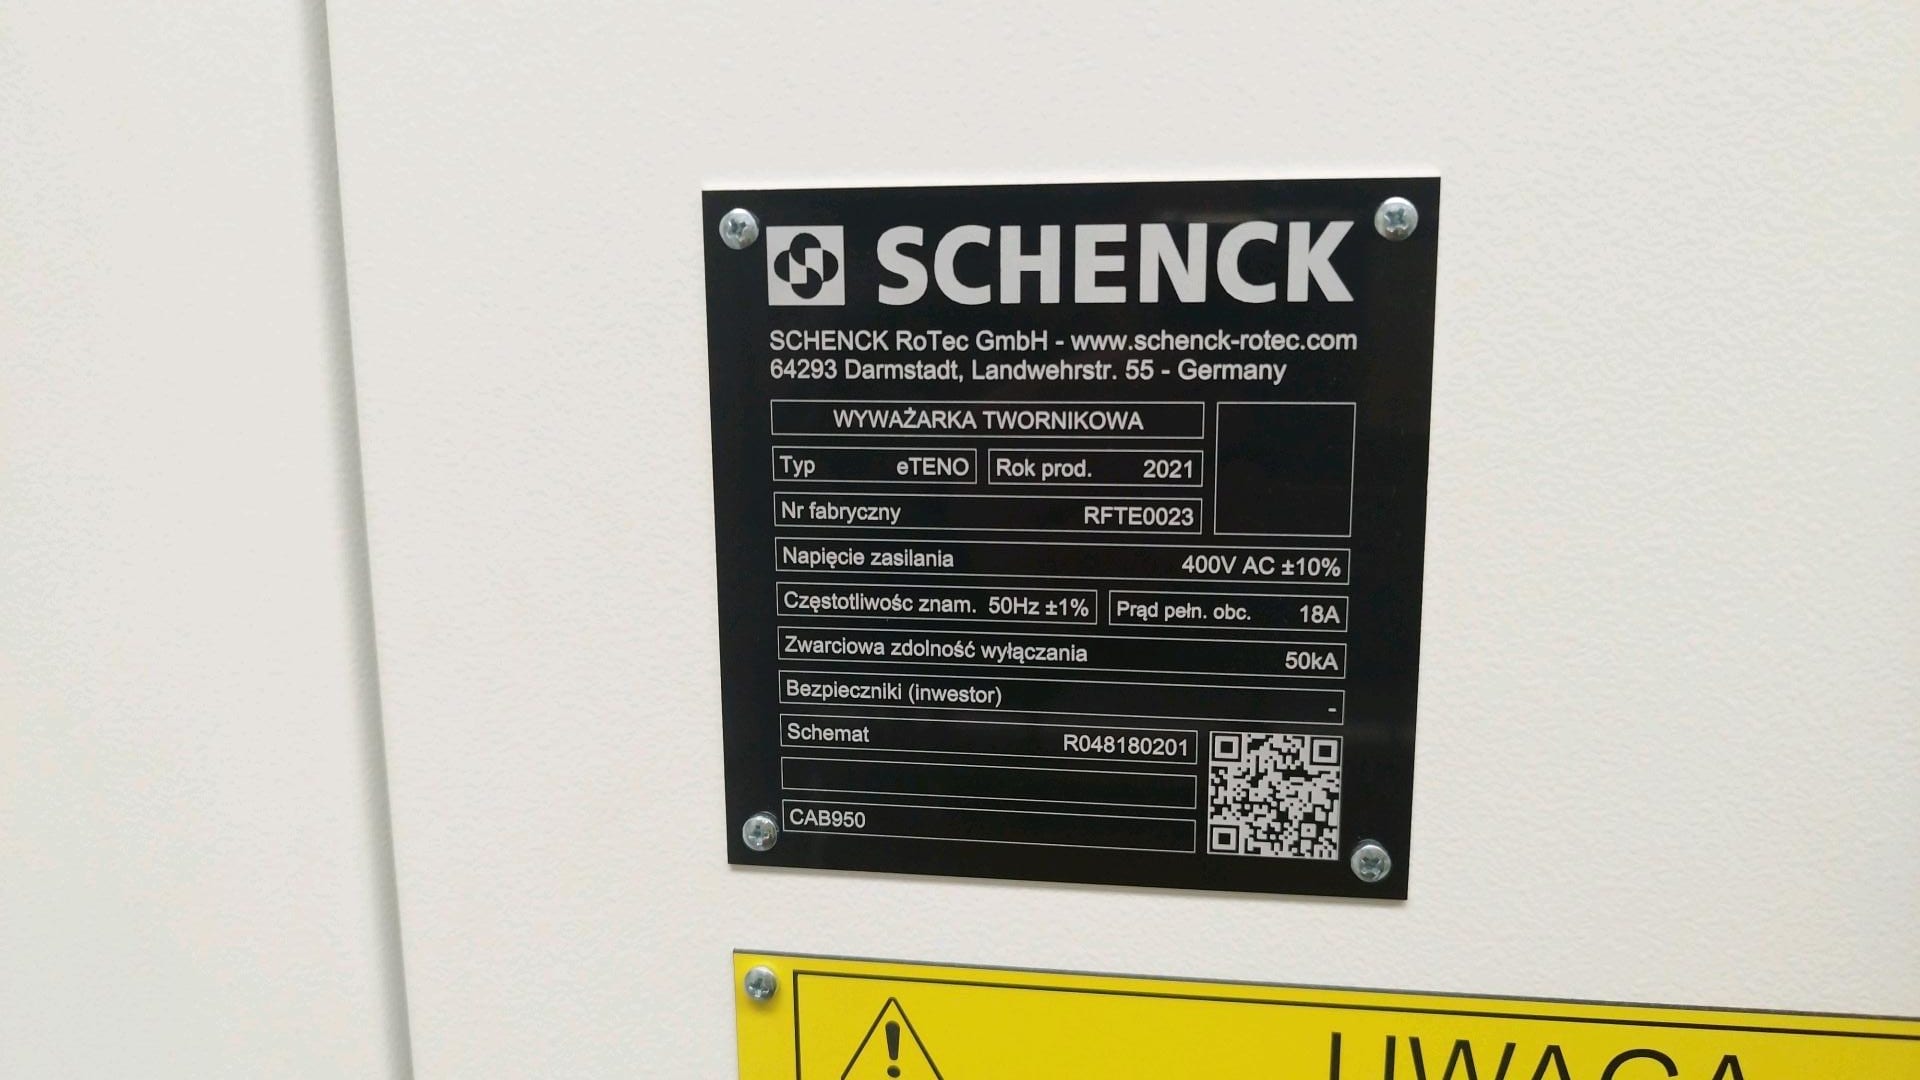 SCHENCK
SCHENCK RoTec GmbH - www.schenck-rotec.com
64293 Darmstadt, Landwehrstr. 55 - Germany
WYWAŻARKA TWORNIKOWA
Typ eTENO Rok prod. 2021
Nr fabryczny RFTE0023
Napięcie zasilania 400V AC ±10%
Częstotliwośc znam. 50Hz ±1% Prąd pełn. obc. 18A
Zwarciowa zdolność wyłączania 50kA
Bezpieczniki (inwestor) -
Schemat R048180201
CAB950
UWAGA